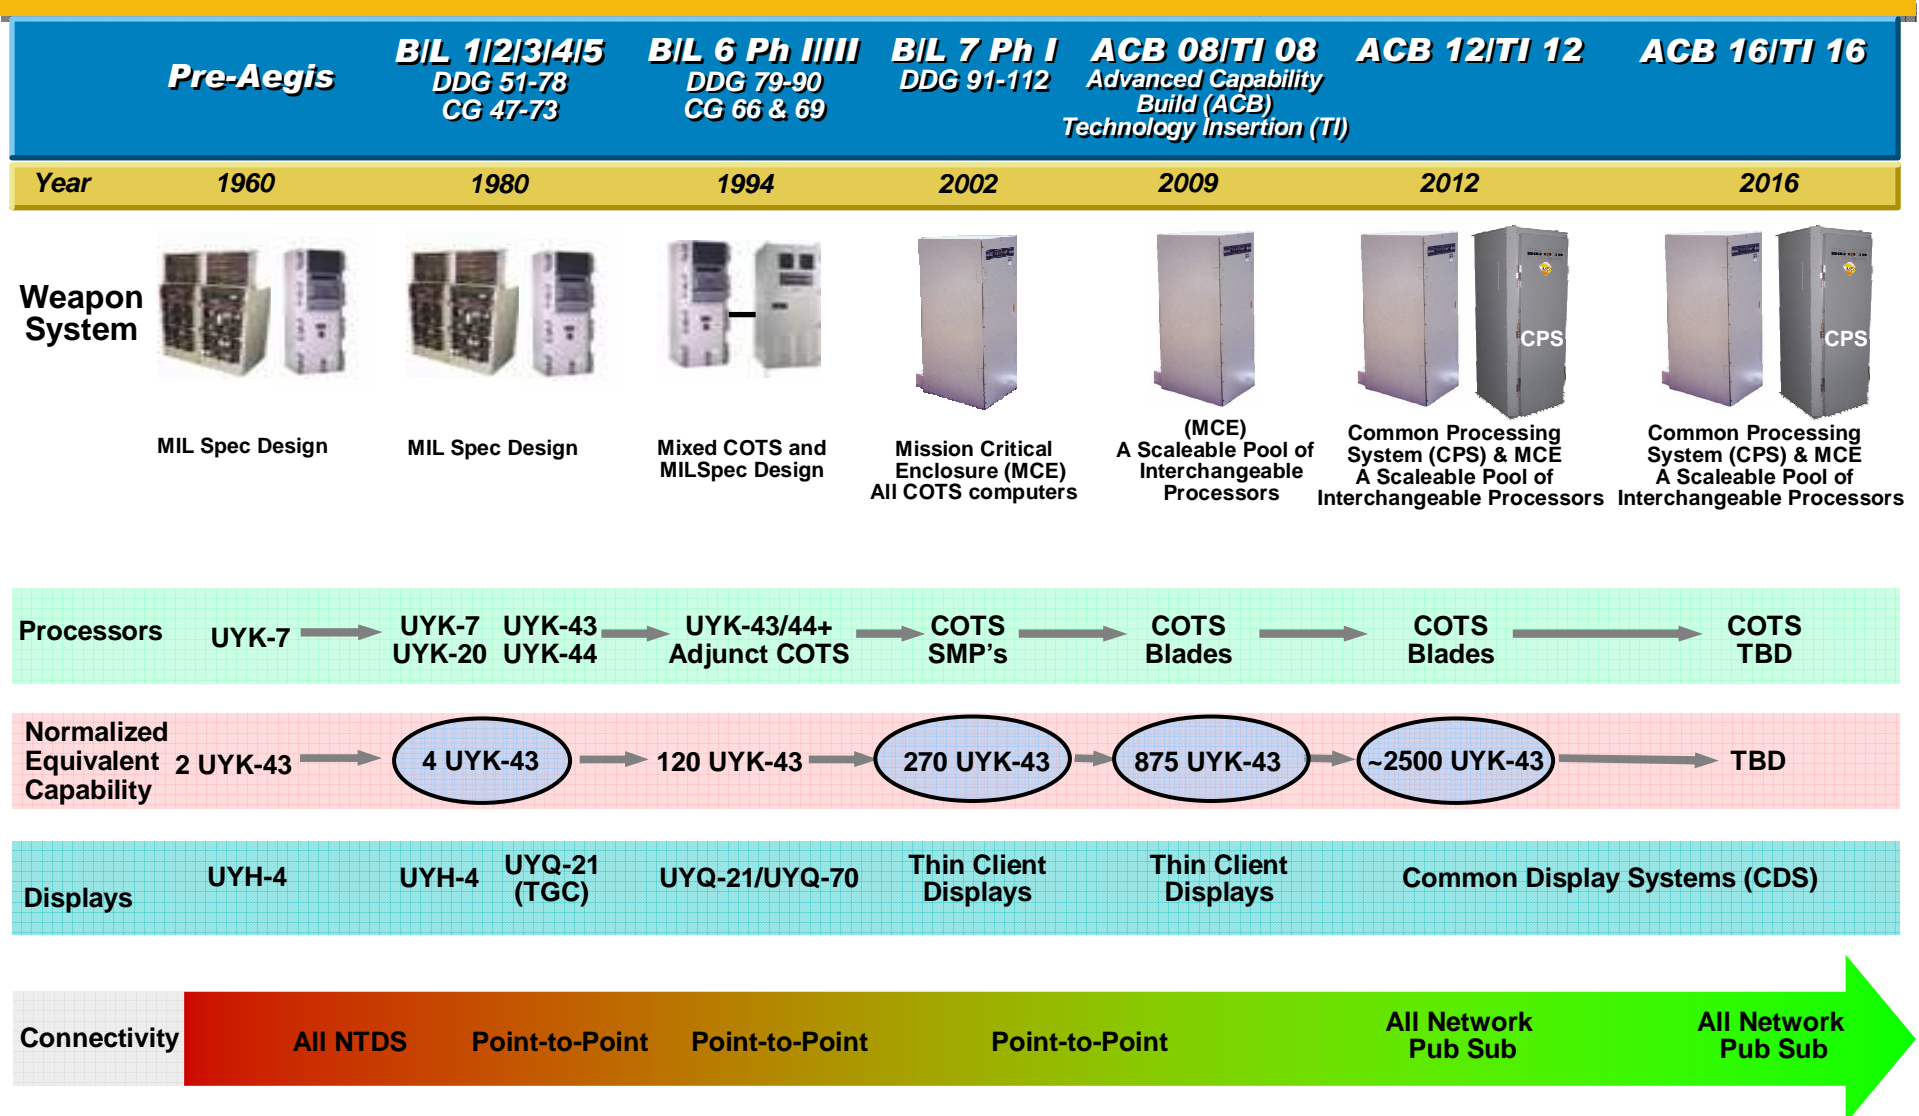 Pre-Aegis
B/L 1/2/3/4/5
DDG 51-78
CG 47-73
B/L 6 Ph I/III
DDG 79-90
CG 66 & 69
B/L 7 Ph I
DDG 91-112
ACB 08/TI 08
Advanced Capability
Build (ACB)
Technology Insertion (TI)
ACB 12/TI 12
ACB 16/TI 16
Year 1960 1980 1994 2002 2009 2012 2016
Weapon
System
CPS
CPS
MIL Spec Design
MIL Spec Design
Mixed COTS and
MILSpec Design
Mission Critical
Enclosure (MCE)
All COTS computers
(MCE)
A Scaleable Pool of
Interchangeable
Processors
Common Processing
System (CPS) & MCE
A Scaleable Pool of
Interchangeable Processors
Common Processing
System (CPS) & MCE
A Scaleable Pool of
Interchangeable Processors
Processors
UYK-7
UYK-7 UYK-43
UYK-20 UYK-44
UYK-43/44+
Adjunct COTS
COTS
SMP's
COTS
Blades
COTS
Blades
COTS
TBD
Normalized
Equivalent
Capability
2 UYK-43
4 UYK-43
120 UYK-43
270 UYK-43
875 UYK-43
~2500 UYK-43
TBD
Displays
UYH-4
UYH-4
UYQ-21
(TGC)
UYQ-21/UYQ-70
Thin Client
Displays
Thin Client
Displays
Common Display Systems (CDS)
Connectivity
All NTDS
Point-to-Point
Point-to-Point
Point-to-Point
All Network
Pub Sub
All Network
Pub Sub